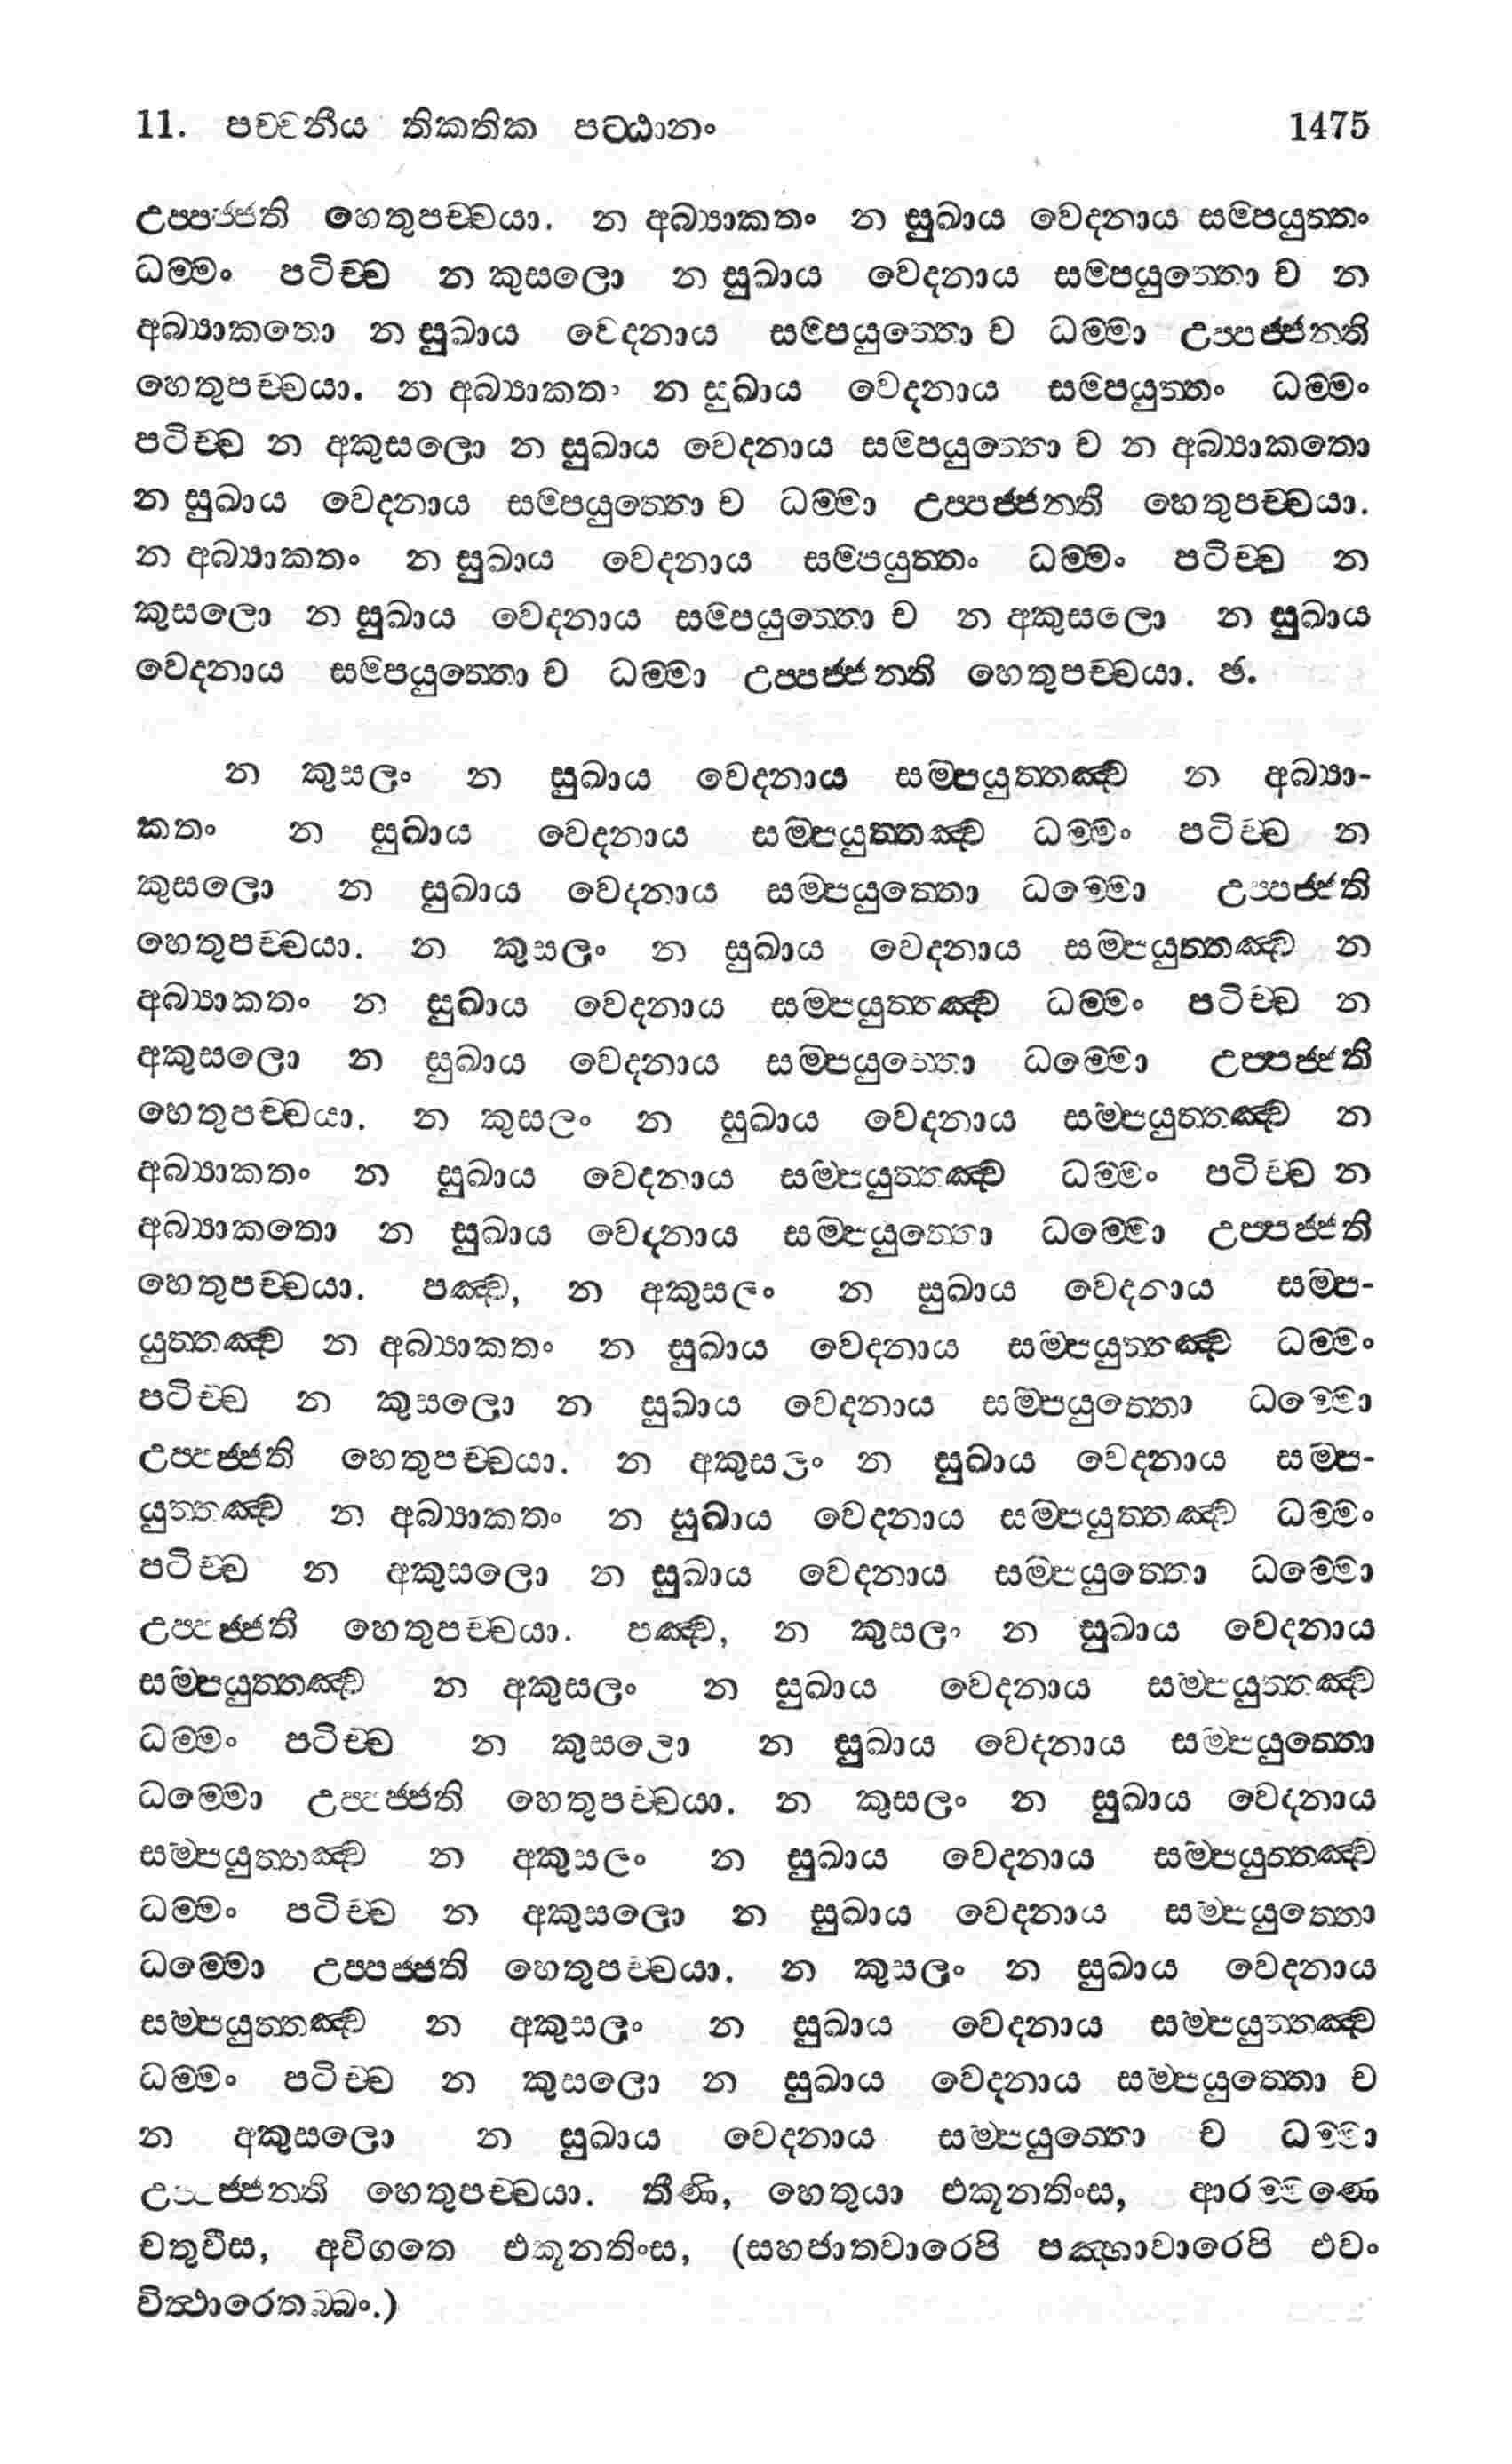 11. පච්චනීය තිකතික පට්ඨානං 1475
උප්පජ්ජති හෙතුපච්චයා. න අබ්‍යාකතං න සුඛාය වෙදනාය සම්පයුත්තං
ධම්මං පටිච්ච න කුසලො න සුඛාය වෙදනාය සම්පයුත්තො ච න
අබ්‍යාකතො න සුඛාය වෙදනාය සම්පයුත්තො ච ධම්මා උප්පජ්ජන්ති
හෙතුපච්චයා. න අබ්‍යාකතං න සුඛාය වෙදනාය සම්පයුත්තං ධම්මං
පටිච්ච න අකුසලො න සුඛාය වෙදනාය සම්පයුත්තො ච න අබ්‍යාකතො
න සුඛාය වෙදනාය සම්පයුත්තො ච ධම්මා උප්පජ්ජන්ති හෙතුපච්චයා.
න අබ්‍යාකතං න සුඛාය වෙදනාය සම්පයුත්තං ධම්මං පටිච්ච න
කුසලො න සුඛාය වෙදනාය සම්පයුත්තො ච න අකුසලො න සුඛාය
වෙදනාය සම්පයුත්තො ච ධම්මා උප්පජ්ජන්ති හෙතුපච්චයා. ඡ.
න කුසලං න සුඛාය වෙදනාය සම්පයුත්තඤ්ච න අබ්‍යා-
කතං න සුඛාය වෙදනාය සම්පයුත්තඤ්ච ධම්මං පටිච්ච න
කුසලො න සුඛාය වෙදනාය සම්පයුත්තො ධම්මො උප්පජ්ජති
හෙතුපච්චයා. න කුසලං න සුඛාය වෙදනාය සම්පයුත්තඤ්ච න
අබ්‍යාකතං න සුඛාය වෙදනාය සම්පයුත්තඤ්ච ධම්මං පටිච්ච න
අකුසලො න සුඛාය වෙදනාය සම්පයුත්තො ධම්මො උප්පජ්ජති
හෙතුපච්චයා. න කුසලං න සුඛාය වෙදනාය සම්පයුත්තඤ්ච න
අබ්‍යාකතං න සුඛාය වෙදනාය සම්පයුත්තඤ්ච ධම්මං පටිච්ච න
අබ්‍යාකතො න සුඛාය වෙදනාය සම්පයුත්තො ධම්මො උප්පජ්ජති
හෙතුපච්චයා. පඤ්ච, න අකුසලං න සුඛාය වෙදනාය සම්ප-
යුත්තඤ්ච න අබ්‍යාකතං න සුඛාය වෙදනාය සම්පයුත්තඤ්ච ධම්මං
පටිච්ච න කුසලො න සුඛාය වෙදනාය සම්පයුත්තො ධම්මො
උප්පජ්ජති හෙතුපච්චයා. න අකුසලං න සුඛාය වෙදනාය සම්ප-
යුත්තඤ්ච න අබ්‍යාකතං න සුඛාය වෙදනාය සම්පයුත්තඤ්ච ධම්මං
පටිච්ච න අකුසලො න සුඛාය වෙදනාය සම්පයුත්තො ධම්මො
උප්පජ්ජති හෙතුපච්චයා. පඤ්ච, න කුසලං න සුඛාය වෙදනාය
සම්පයුත්තඤ්ච න අකුසලං න සුඛාය වෙදනාය සම්පයුත්තඤ්ච
ධම්මං පටිච්ච න කුසලො න සුඛාය වෙදනාය සම්පයුත්තො
ධම්මො උප්පජ්ජති හෙතුපච්චයා. න කුසලං න සුඛාය වෙදනාය
සම්පයුත්තඤ්ච න අකුසලං න සුඛාය වෙදනාය සම්පයුත්තඤ්ච
ධම්මං පටිච්ච න අකුසලො න සුඛාය වෙදනාය සම්පයුත්තො
ධම්මො උප්පජ්ජති හෙතුපච්චයා. න කුසලං න සුඛාය වෙදනාය
සම්පයුත්තඤ්ච න අකුසලං න සුඛාය වෙදනාය සම්පයුත්තඤ්ච
ධම්මං පටිච්ච න කුසලො න සුඛාය වෙදනාය සම්පයුත්තො ච
න අකුසලො න සුඛාය වෙදනාය සම්පයුත්තො ච ධම්මා
උප්පජ්ජන්ති හෙතුපච්චයා. තීණි, හෙතුයා එකූනතිංස, ආරම්මණෙ
චතුවීස, අවිගතෙ එකූනතිංස, (සහජාතවාරෙපි පඤ්හාවාරෙපි එවං
විත්ථාරෙතබ්බං.)